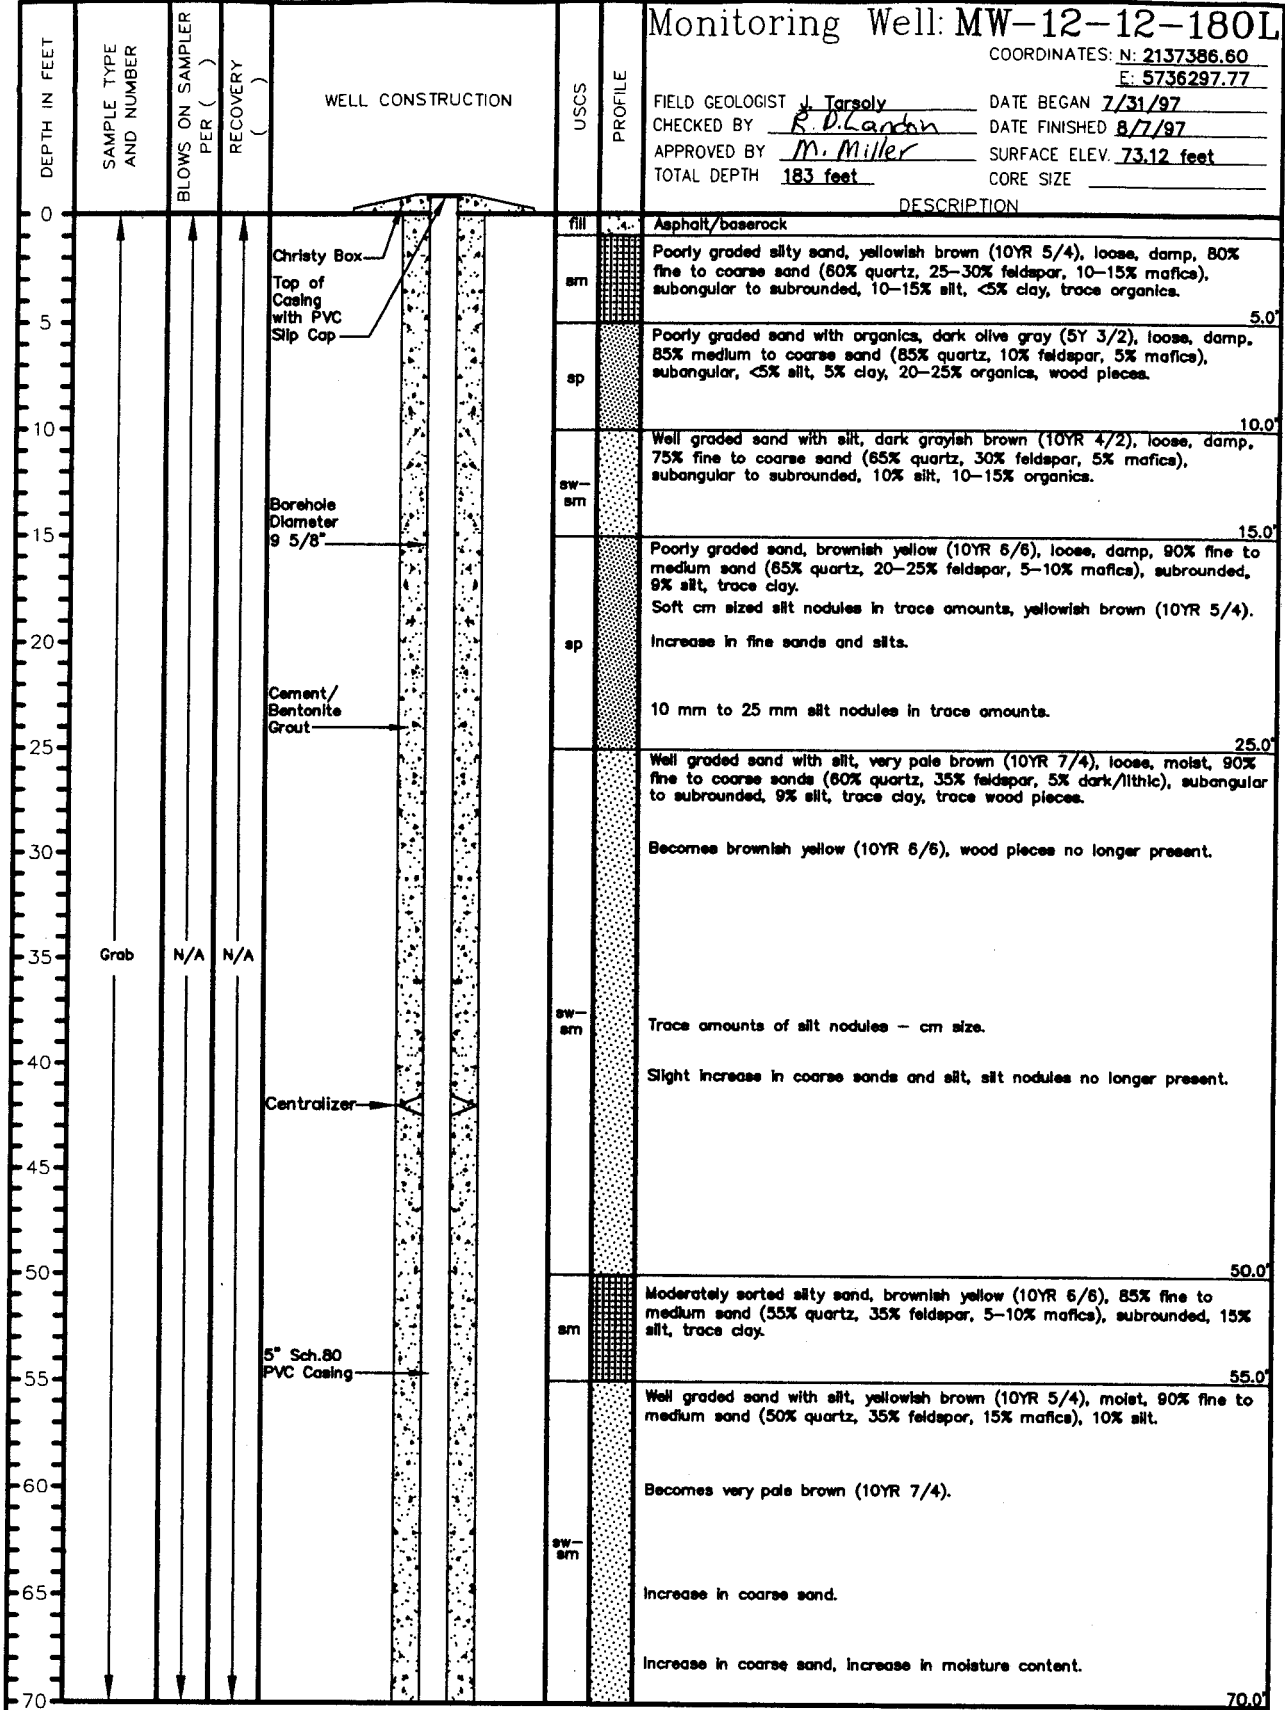 Monitoring Well: MW-12-12-180L
COORDINATES: N: 2137386.60
E: 5736297.77
FIELD GEOLOGIST J. Tarsoly
DATE BEGAN 7/31/97
CHECKED BY R. D. Landon
DATE FINISHED 8/7/97
APPROVED BY M. Miller
SURFACE ELEV. 73.12 feet
TOTAL DEPTH 183 feet
CORE SIZE
DEPTH IN FEET
SAMPLE TYPE
AND NUMBER
BLOWS ON SAMPLER
PER ( )
RECOVERY
( )
WELL CONSTRUCTION
USCS
PROFILE
DESCRIPTION
0
fill
Asphalt/baserock
Christy Box
sm
Poorly graded silty sand, yellowish brown (10YR 5/4), loose, damp, 80%
fine to coarse sand (60% quartz, 25-30% feldspar, 10-15% mafics),
subangular to subrounded, 10-15% silt, <5% clay, trace organics.
Top of
Casing
with PVC
Slip Cap
5.0'
5
sp
Poorly graded sand with organics, dark olive gray (5Y 3/2), loose, damp,
85% medium to coarse sand (85% quartz, 10% feldspar, 5% mafics),
subangular, <5% silt, 5% clay, 20-25% organics, wood pieces.
10.0'
10
sw-
sm
Well graded sand with silt, dark grayish brown (10YR 4/2), loose, damp,
75% fine to coarse sand (65% quartz, 30% feldspar, 5% mafics),
subangular to subrounded, 10% silt, 10-15% organics.
Borehole
Diameter
9 5/8"
15.0'
15
Poorly graded sand, brownish yellow (10YR 6/6), loose, damp, 90% fine to
medium sand (65% quartz, 20-25% feldspar, 5-10% mafics), subrounded,
9% silt, trace clay.
Soft cm sized silt nodules in trace amounts, yellowish brown (10YR 5/4).
20
sp
Increase in fine sands and silts.
Cement/
Bentonite
Grout
10 mm to 25 mm silt nodules in trace amounts.
25.0'
25
Well graded sand with silt, very pale brown (10YR 7/4), loose, moist, 90%
fine to coarse sands (60% quartz, 35% feldspar, 5% dark/lithic), subangular
to subrounded, 9% silt, trace clay, trace wood pieces.
30
Becomes brownish yellow (10YR 6/6), wood pieces no longer present.
35
Grab
N/A
N/A
sw-
sm
Trace amounts of silt nodules - cm size.
40
Slight increase in coarse sands and silt, silt nodules no longer present.
Centralizer
45
50.0'
50
sm
Moderately sorted silty sand, brownish yellow (10YR 6/6), 85% fine to
medium sand (55% quartz, 35% feldspar, 5-10% mafics), subrounded, 15%
silt, trace clay.
5" Sch.80
PVC Casing
55.0'
55
Well graded sand with silt, yellowish brown (10YR 5/4), moist, 90% fine to
medium sand (50% quartz, 35% feldspar, 15% mafics), 10% silt.
60
Becomes very pale brown (10YR 7/4).
sw-
sm
65
Increase in coarse sand.
Increase in coarse sand, increase in moisture content.
70.0'
70